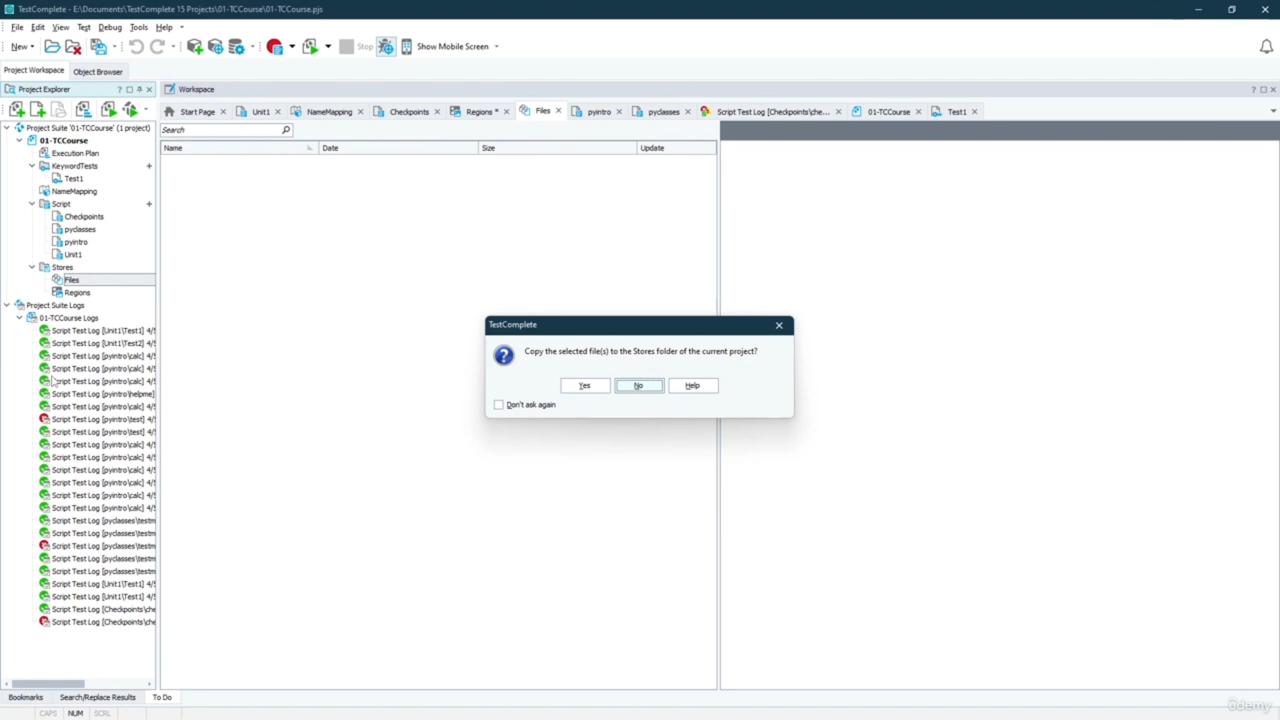 TestComplete - E:\Documents\TestComplete 15 Projects\01-TCCourse\01-TCCourse.pjs
File Edit View Test Debug Tools Help
New Stop Show Mobile Screen
Project Workspace Object Browser
Project Explorer
Workspace
Start Page Unit1 NameMapping Checkpoints Regions * Files pyintro pyclasses Script Test Log [Checkpoints\che... 01-TCCourse Test1
Search
Name Date Size Update
Project Suite '01-TCCourse' (1 project)
01-TCCourse
Execution Plan
KeywordTests
Test1
NameMapping
Script
Checkpoints
pyclasses
pyintro
Unit1
Stores
Files
Regions
Project Suite Logs
01-TCCourse Logs
Script Test Log [Unit1\Test1] 4/5
Script Test Log [Unit1\Test2] 4/5
Script Test Log [pyintro\calc] 4/5
Script Test Log [pyintro\calc] 4/5
Script Test Log [pyintro\calc] 4/5
Script Test Log [pyintro\helpme]
Script Test Log [pyintro\calc] 4/5
Script Test Log [pyintro\test] 4/5
Script Test Log [pyintro\test] 4/5
Script Test Log [pyintro\calc] 4/5
Script Test Log [pyintro\calc] 4/5
Script Test Log [pyintro\calc] 4/5
Script Test Log [pyintro\calc] 4/5
Script Test Log [pyintro\calc] 4/5
Script Test Log [pyintro\calc] 4/5
Script Test Log [pyclasses\testm
Script Test Log [pyclasses\testm
Script Test Log [pyclasses\testm
Script Test Log [pyclasses\testm
Script Test Log [pyclasses\testm
Script Test Log [Unit1\Test1] 4/5
Script Test Log [Unit1\Test1] 4/5
Script Test Log [Checkpoints\che
Script Test Log [Checkpoints\che
TestComplete
Copy the selected file(s) to the Stores folder of the current project?
Yes No Help
Don't ask again
Bookmarks Search/Replace Results To Do
CAPS NUM SCRL
ûdemy